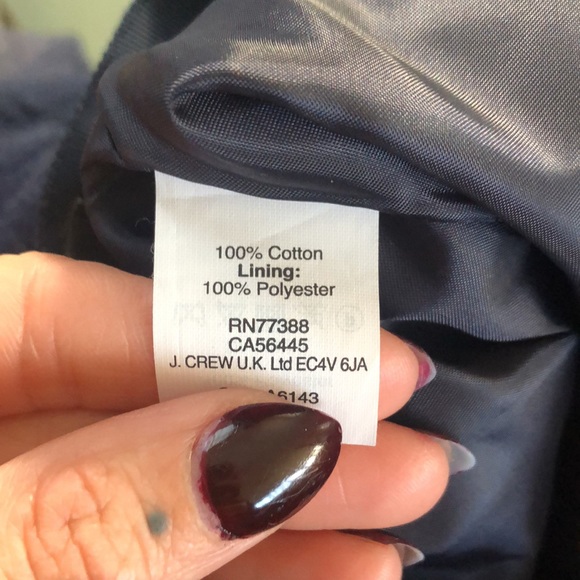 100% Cotton
Lining:
100% Polyester
RN77388
CA56445
J. CREW U.K. Ltd EC4V 6JA